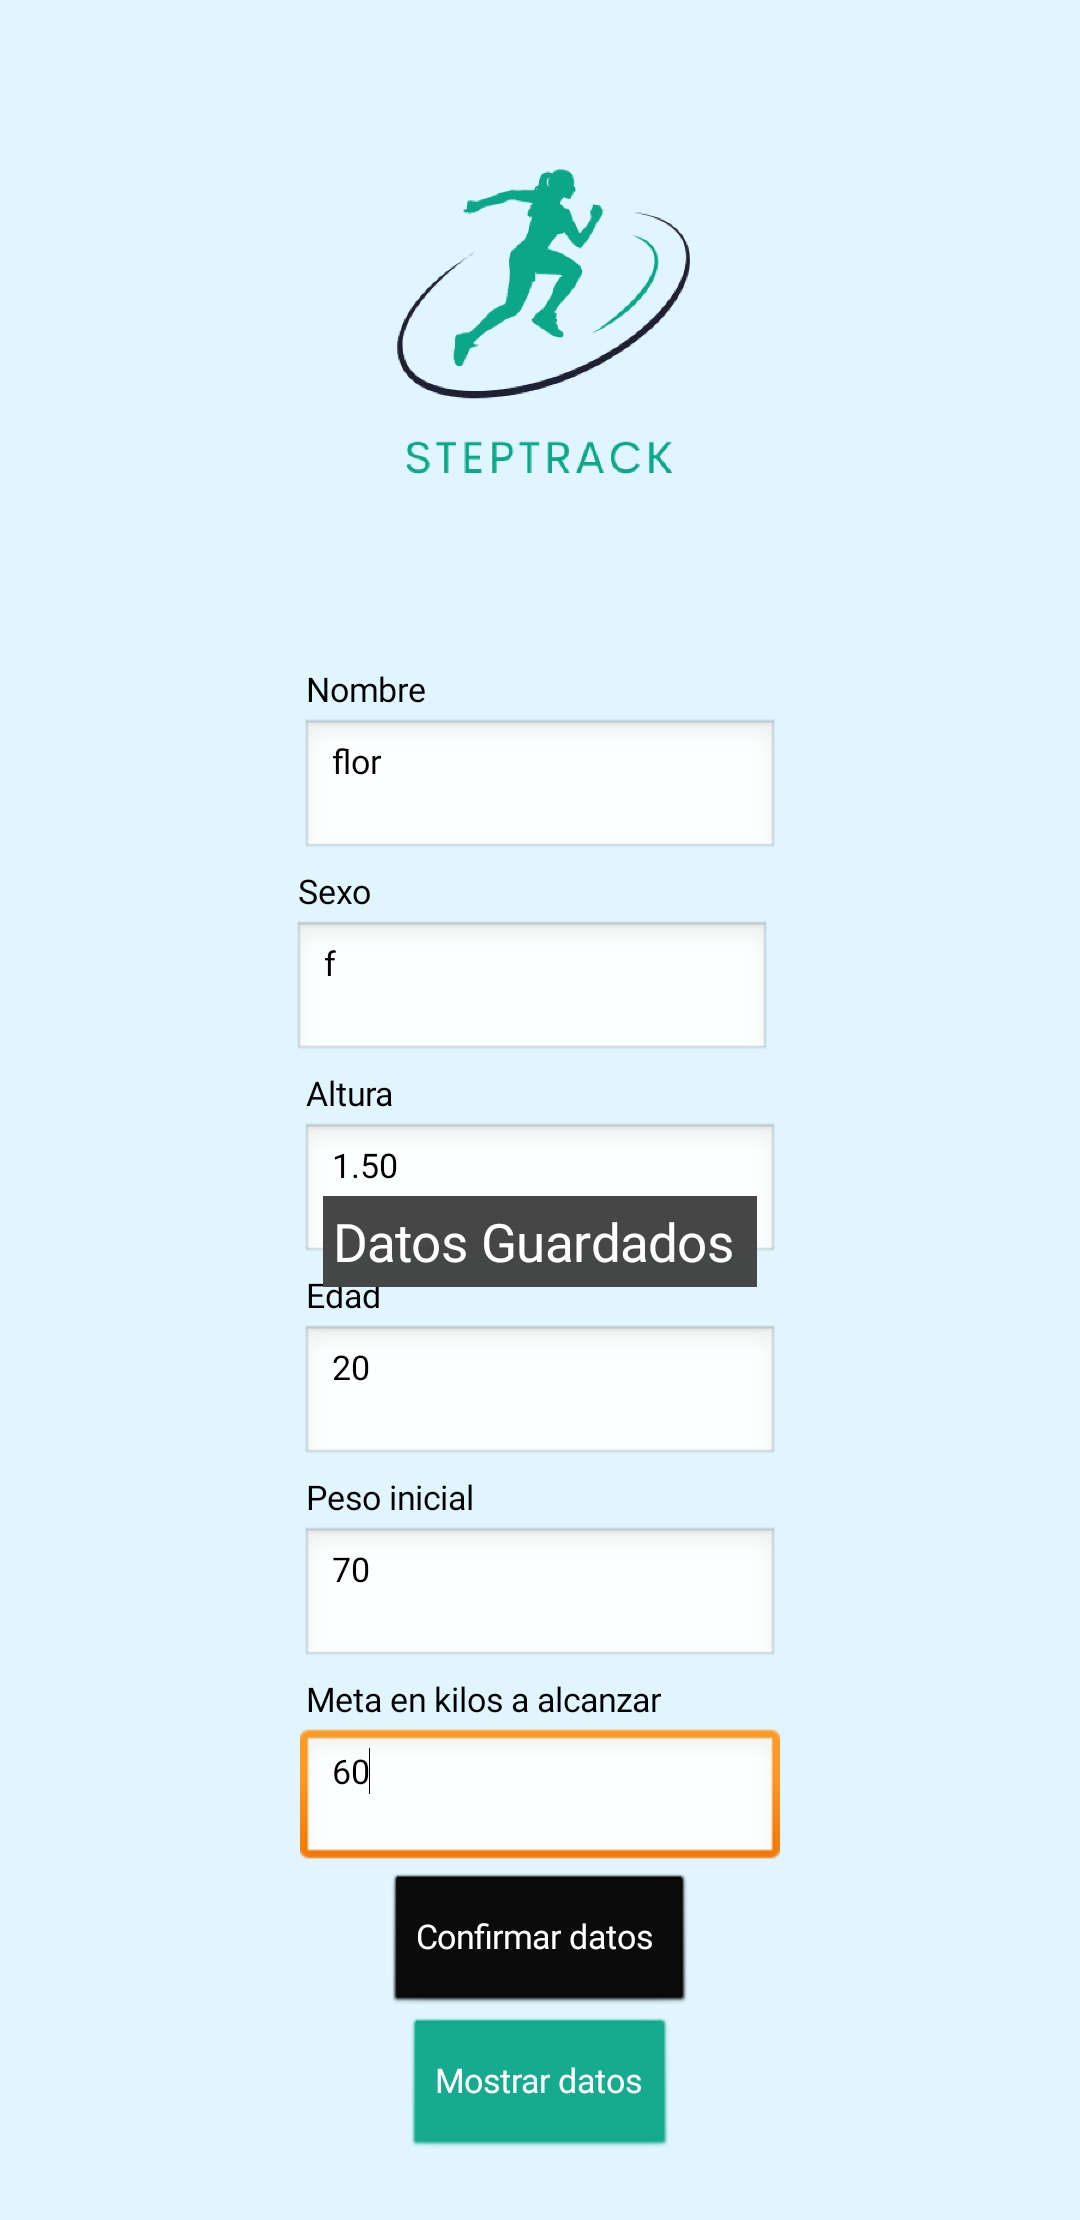 STEPTRACK
Nombre
flor
Sexo
f
Altura
1.50
Datos Guardados
Edad
20
Peso inicial
70
Meta en kilos a alcanzar
60
Confirmar datos
Mostrar datos